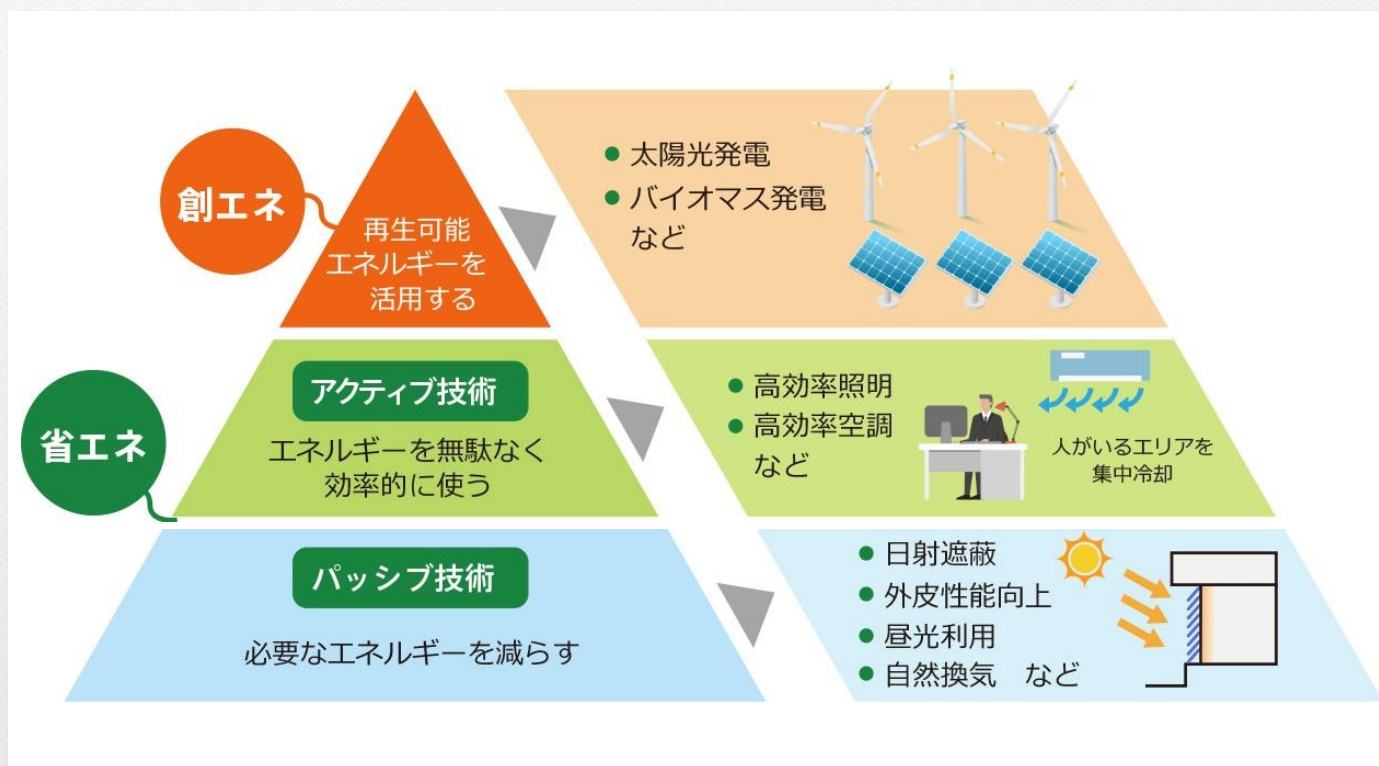 創エネ
再生可能
エネルギーを
活用する
● 太陽光発電
● バイオマス発電
など
省エネ
アクティブ技術
エネルギーを無駄なく
効率的に使う
● 高効率照明
● 高効率空調
など
人がいるエリアを
集中冷却
パッシブ技術
必要なエネルギーを減らす
● 日射遮蔽
● 外皮性能向上
● 昼光利用
● 自然換気　など